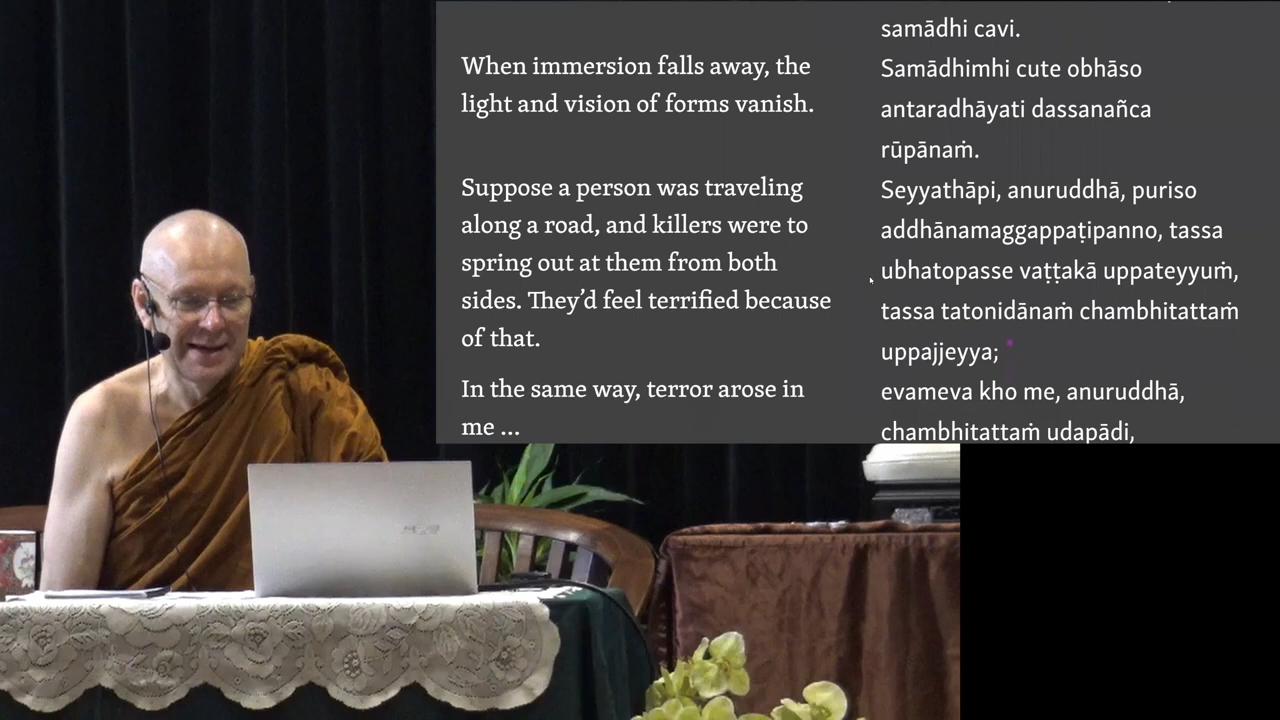 When immersion falls away, the
light and vision of forms vanish.
Suppose a person was traveling
along a road, and killers were to
spring out at them from both
sides. They’d feel terrified because
of that.
In the same way, terror arose in
me …
samādhi cavi.
Samādhimhi cute obhāso
antaradhāyati dassanañca
rūpānaṁ.
Seyyathāpi, anuruddhā, puriso
addhānamaggappaṭipanno, tassa
ubhatopasse vaṭṭakā uppateyyuṁ,
tassa tatonidānaṁ chambhitattaṁ
uppajjeyya;
evameva kho me, anuruddhā,
chambhitattaṁ udapādi,